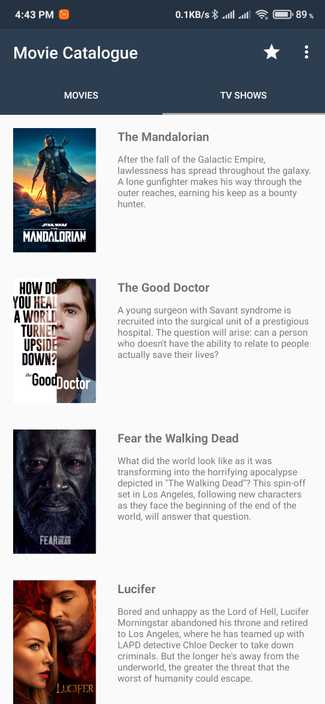 4:43 PM
0.1KB/s
89%
Movie Catalogue
MOVIES
TV SHOWS
The Mandalorian
After the fall of the Galactic Empire,
lawlessness has spread throughout the galaxy.
A lone gunfighter makes his way through the
outer reaches, earning his keep as a bounty
hunter.
STAR WARS
THE
MANDALORIAN
The Good Doctor
A young surgeon with Savant syndrome is
recruited into the surgical unit of a prestigious
hospital. The question will arise: can a person
who doesn't have the ability to relate to people
actually save their lives?
HOW DO
YOU HEAL
A WORLD
TURNED
UPSIDE
DOWN?
the Good Doctor
Fear the Walking Dead
What did the world look like as it was
transforming into the horrifying apocalypse
depicted in "The Walking Dead"? This spin-off
set in Los Angeles, following new characters
as they face the beginning of the end of the
world, will answer that question.
FEAR
Lucifer
Bored and unhappy as the Lord of Hell, Lucifer
Morningstar abandoned his throne and retired
to Los Angeles, where he has teamed up with
LAPD detective Chloe Decker to take down
criminals. But the longer he's away from the
underworld, the greater the threat that the
worst of humanity could escape.
LUCIFER